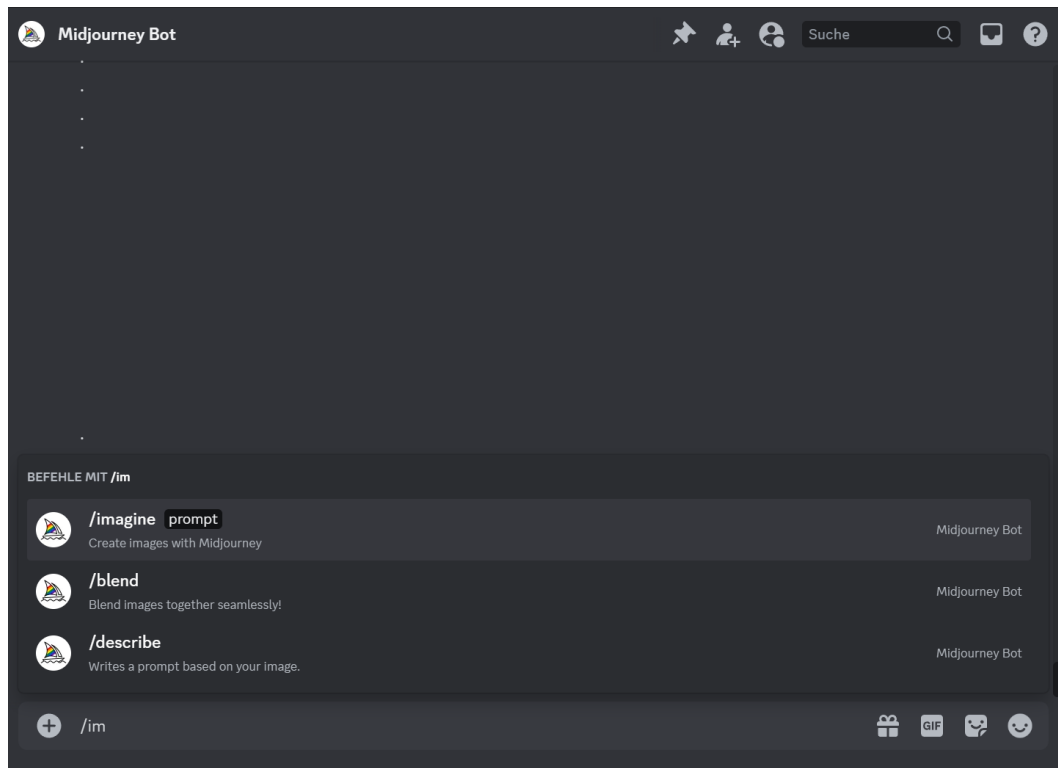 Midjourney Bot
Suche
.
.
.
.
.
BEFEHLE MIT /im
/imagine prompt
Create images with Midjourney
Midjourney Bot
/blend
Blend images together seamlessly!
Midjourney Bot
/describe
Writes a prompt based on your image.
Midjourney Bot
/im
GIF